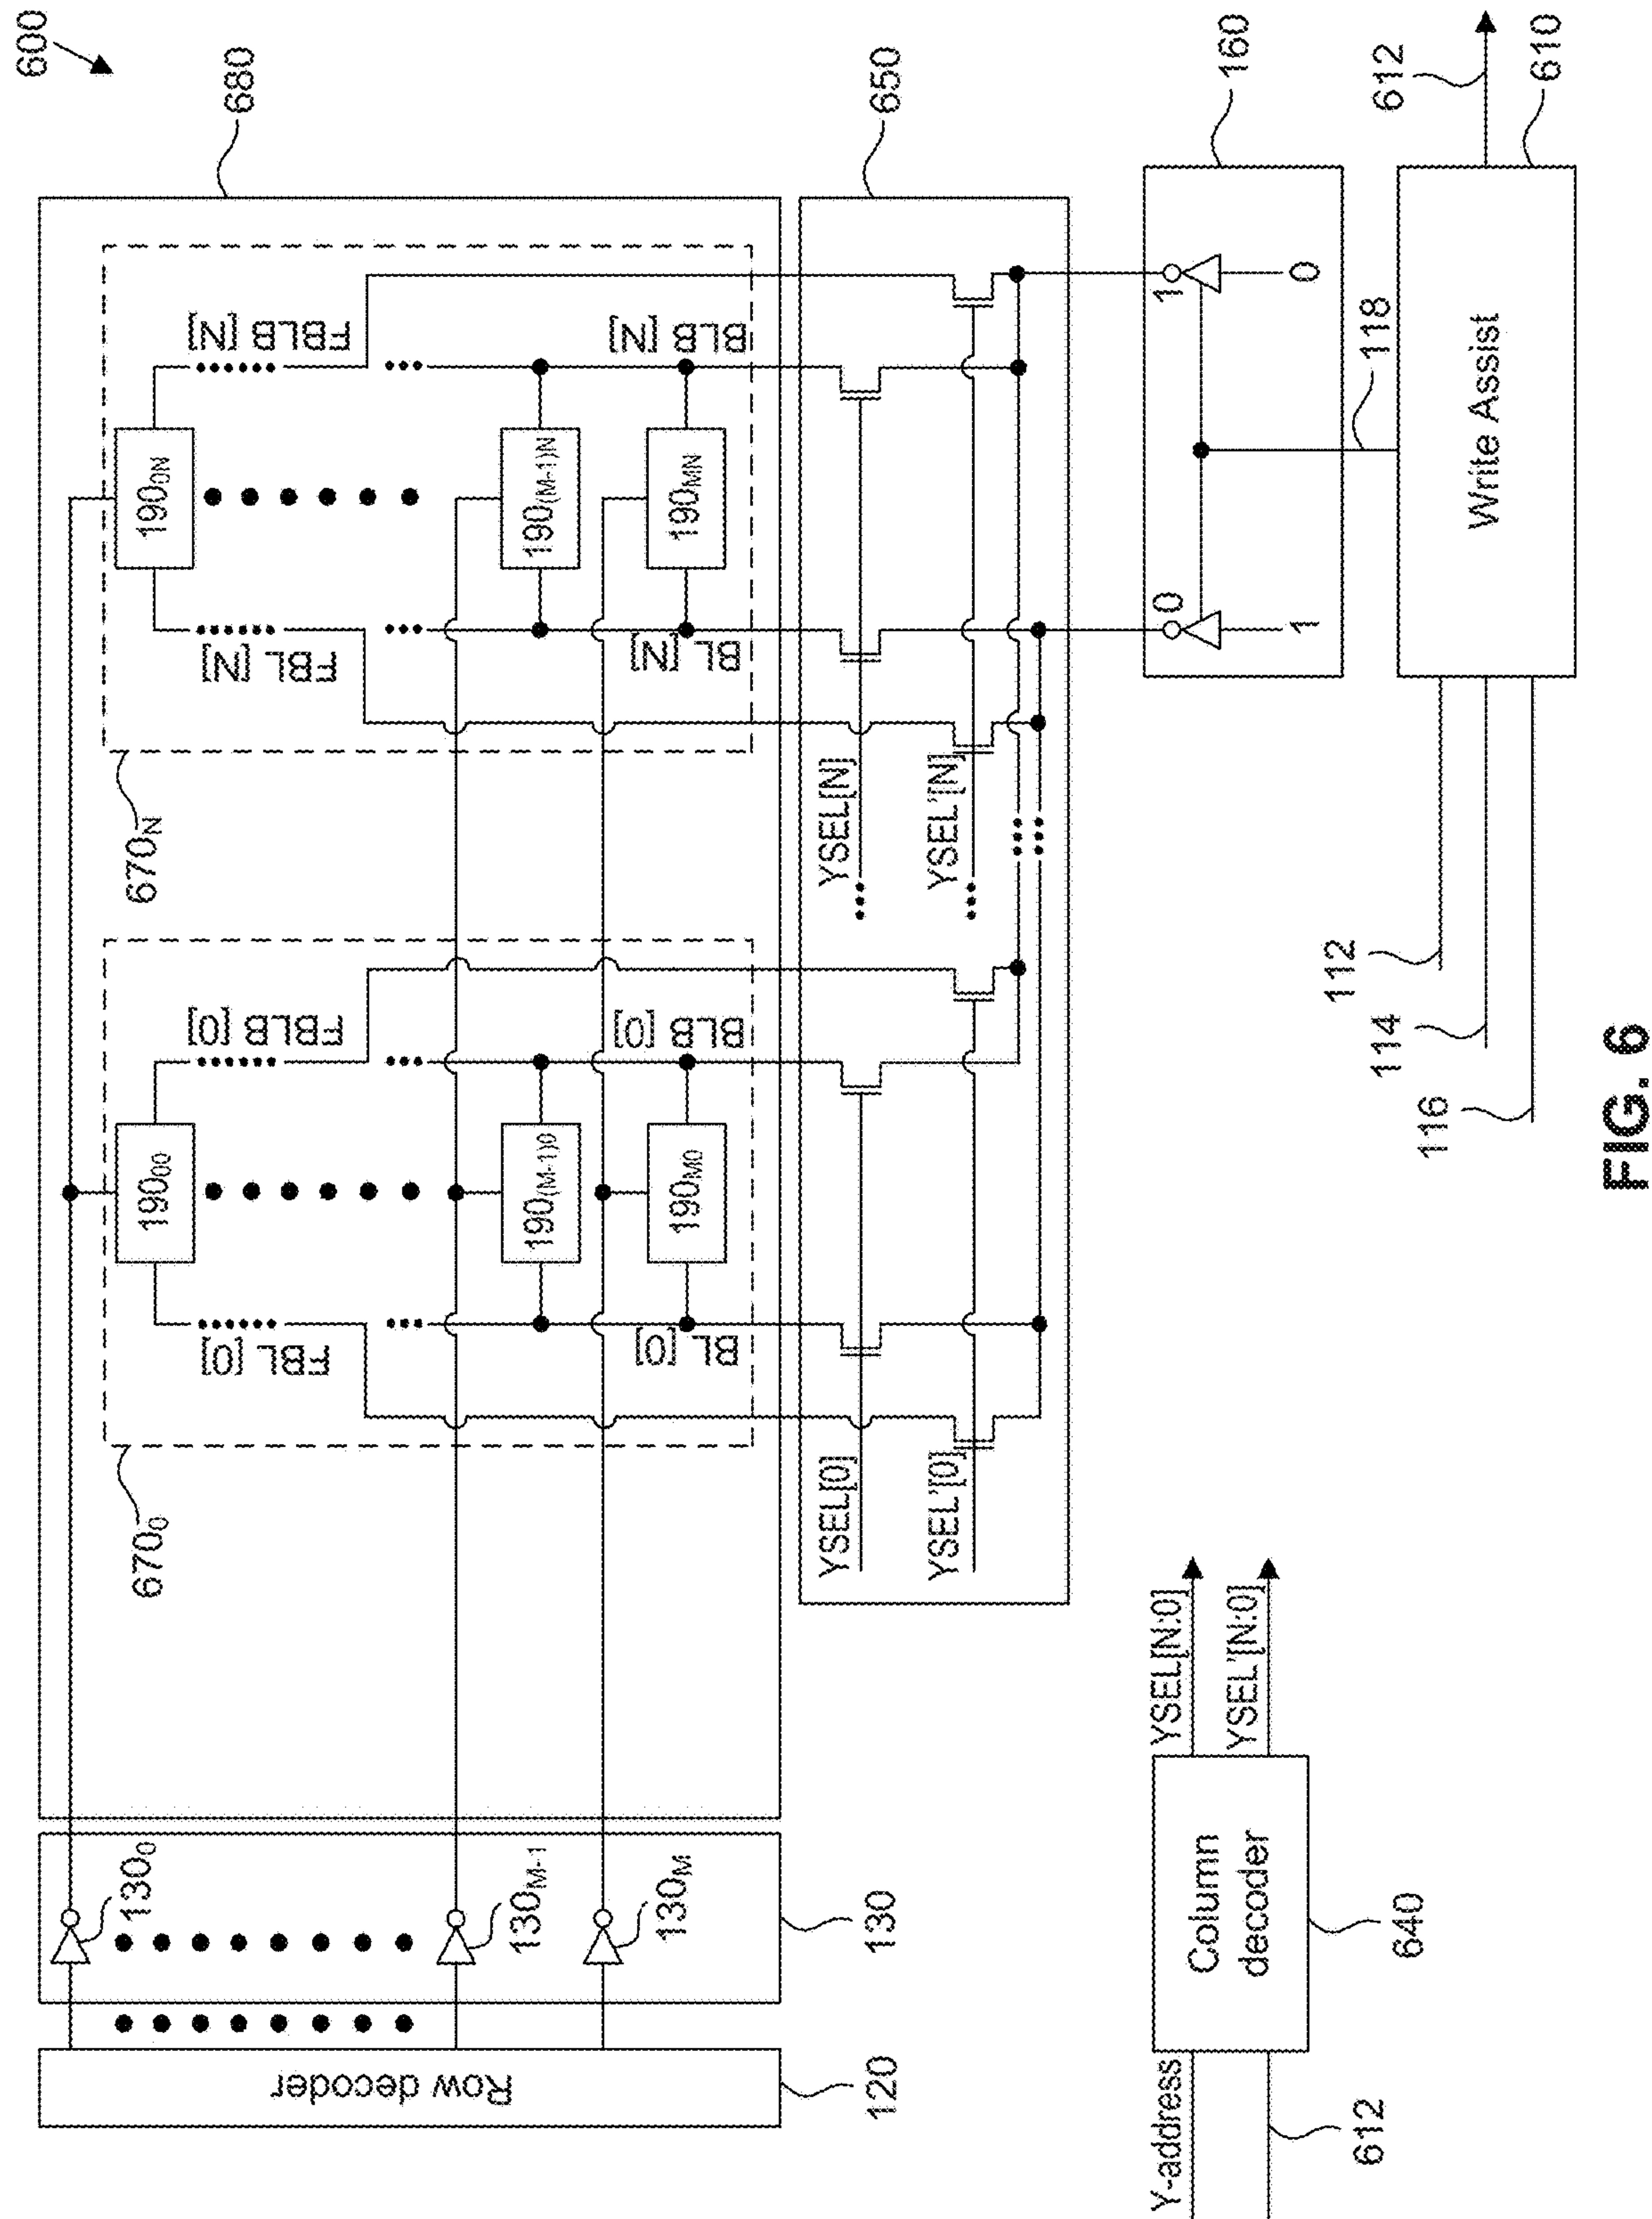 600
680
Row decoder
120
130
130₀
130M-1
130M
670₀
FBL [0]
190₀₀
FBLB [0]
190(M-1)0
BL [0]
190M0
BLB [0]
670N
FBL [N]
190₀N
FBLB [N]
190(M-1)N
BL [N]
190MN
BLB [N]
650
YSEL[0]
YSEL'[0]
YSEL[N]
YSEL'[N]
160
0
1
1
0
118
Write Assist
610
612
112
114
116
Y-address
612
Column
decoder
640
YSEL[N:0]
YSEL'[N:0]
FIG. 6